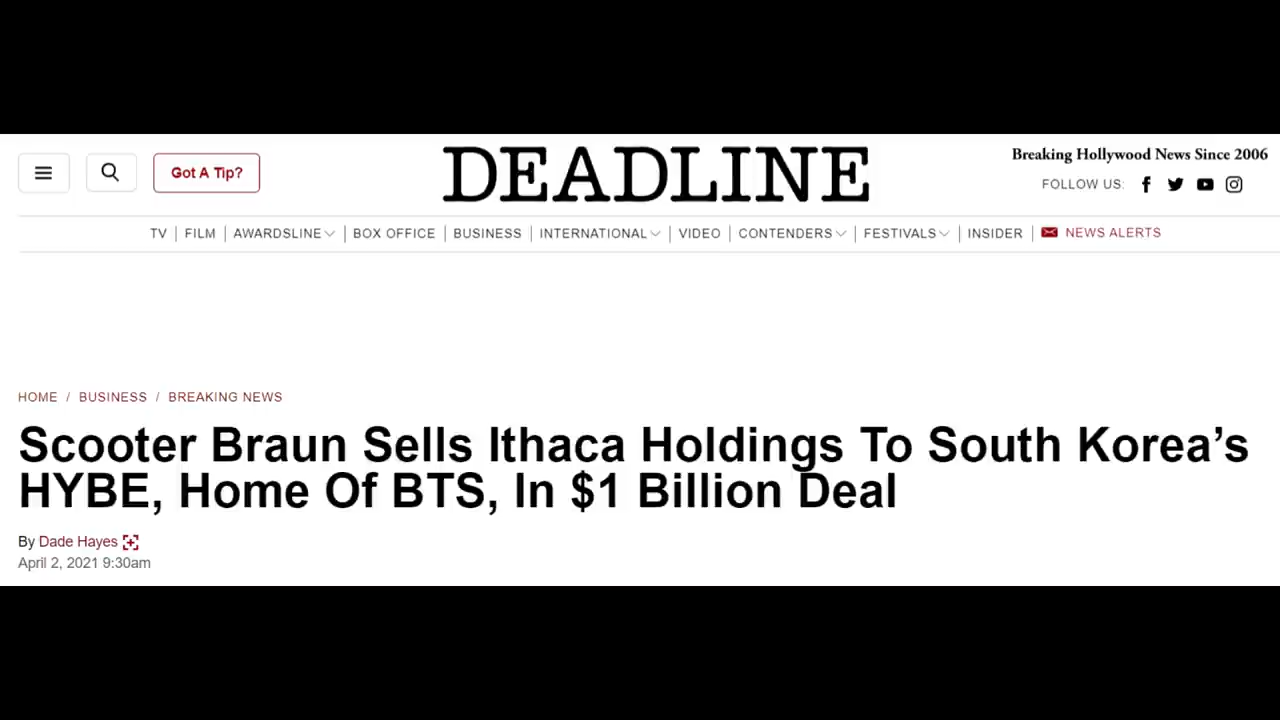 Got A Tip?
DEADLINE
Breaking Hollywood News Since 2006
FOLLOW US:
TV | FILM | AWARDSLINE | BOX OFFICE | BUSINESS | INTERNATIONAL | VIDEO | CONTENDERS | FESTIVALS | INSIDER | NEWS ALERTS
HOME / BUSINESS / BREAKING NEWS
Scooter Braun Sells Ithaca Holdings To South Korea’s
HYBE, Home Of BTS, In $1 Billion Deal
By Dade Hayes
April 2, 2021 9:30am